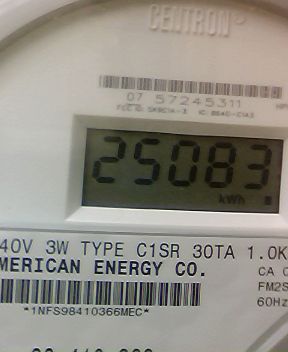 CENTRON
07 57245311
25083
kWh
40V 3W TYPE C1SR 30TA 1.0K
MERICAN ENERGY CO.
CA 0
FM2S
60Hz
*1NFS98410366MEC*